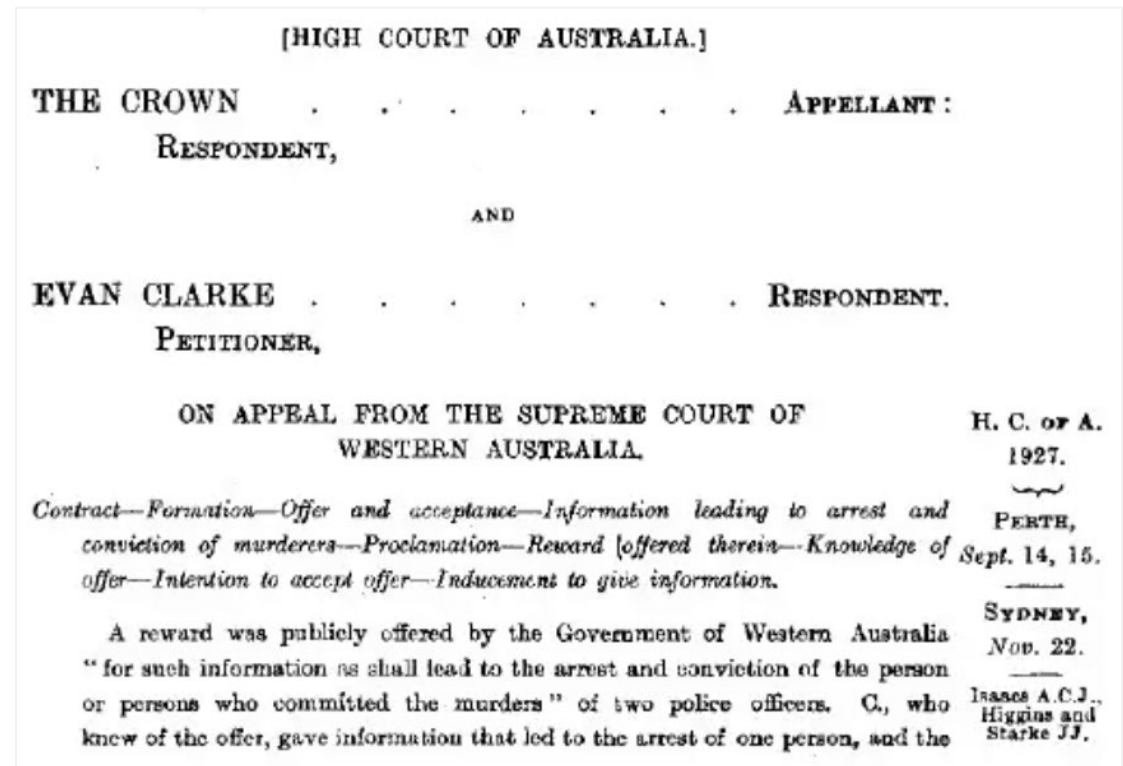 [HIGH COURT OF AUSTRALIA.]
THE CROWN . . . . . . . APPELLANT :
RESPONDENT,
AND
EVAN CLARKE . . . . . . . RESPONDENT.
PETITIONER,
ON APPEAL FROM THE SUPREME COURT OF
WESTERN AUSTRALIA.
H. C. OF A.
1927.
PERTH,
Sept. 14, 15.
SYDNEY,
Nov. 22.
Isaacs A.C.J.,
Higgins and
Starke JJ.
Contract—Formation—Offer and acceptance—Information leading to arrest and
conviction of murderers—Proclamation—Reward offered therein—Knowledge of
offer—Intention to accept offer—Inducement to give information.
A reward was publicly offered by the Government of Western Australia
“ for such information as shall lead to the arrest and conviction of the person
or persons who committed the murders ” of two police officers. C., who
knew of the offer, gave information that led to the arrest of one person, and the